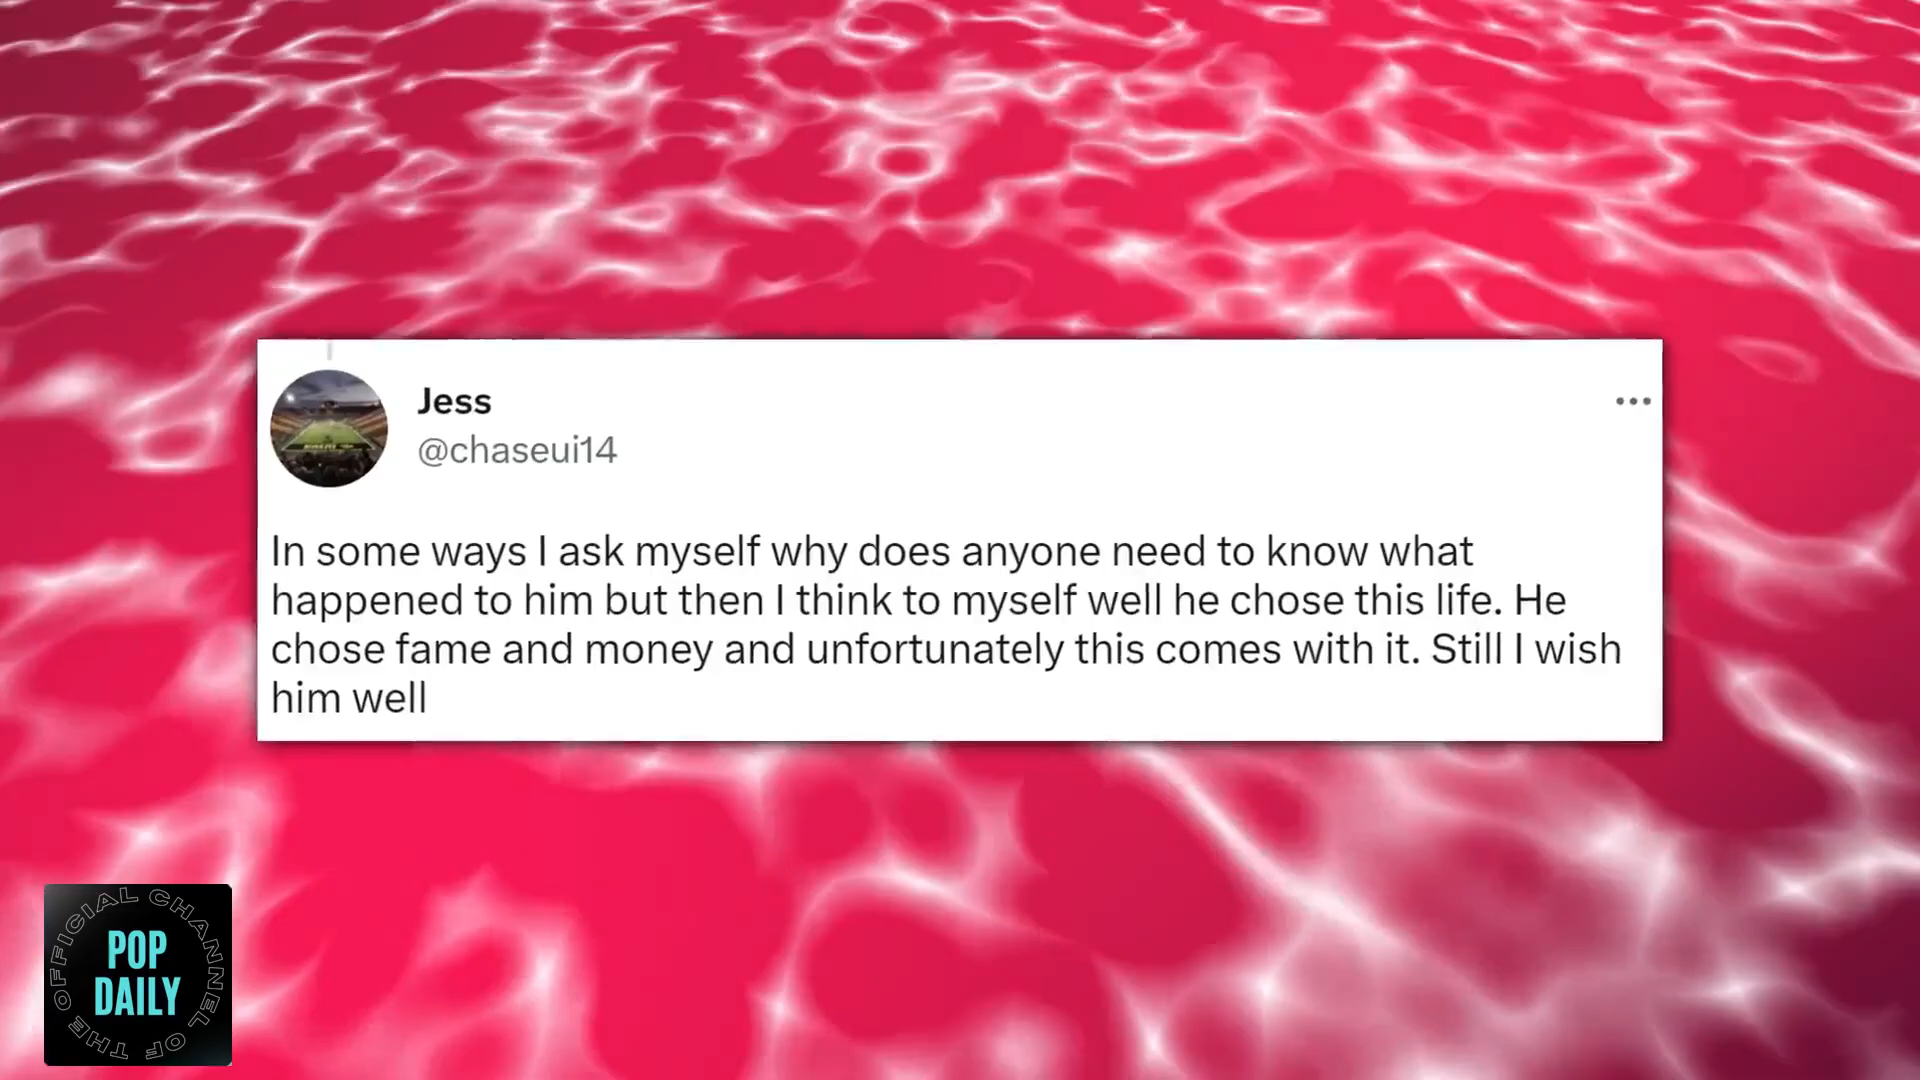 Jess
@chaseui14
In some ways I ask myself why does anyone need to know what
happened to him but then I think to myself well he chose this life. He
chose fame and money and unfortunately this comes with it. Still I wish
him well
OFFICIAL CHANNEL OF THE
POP
DAILY